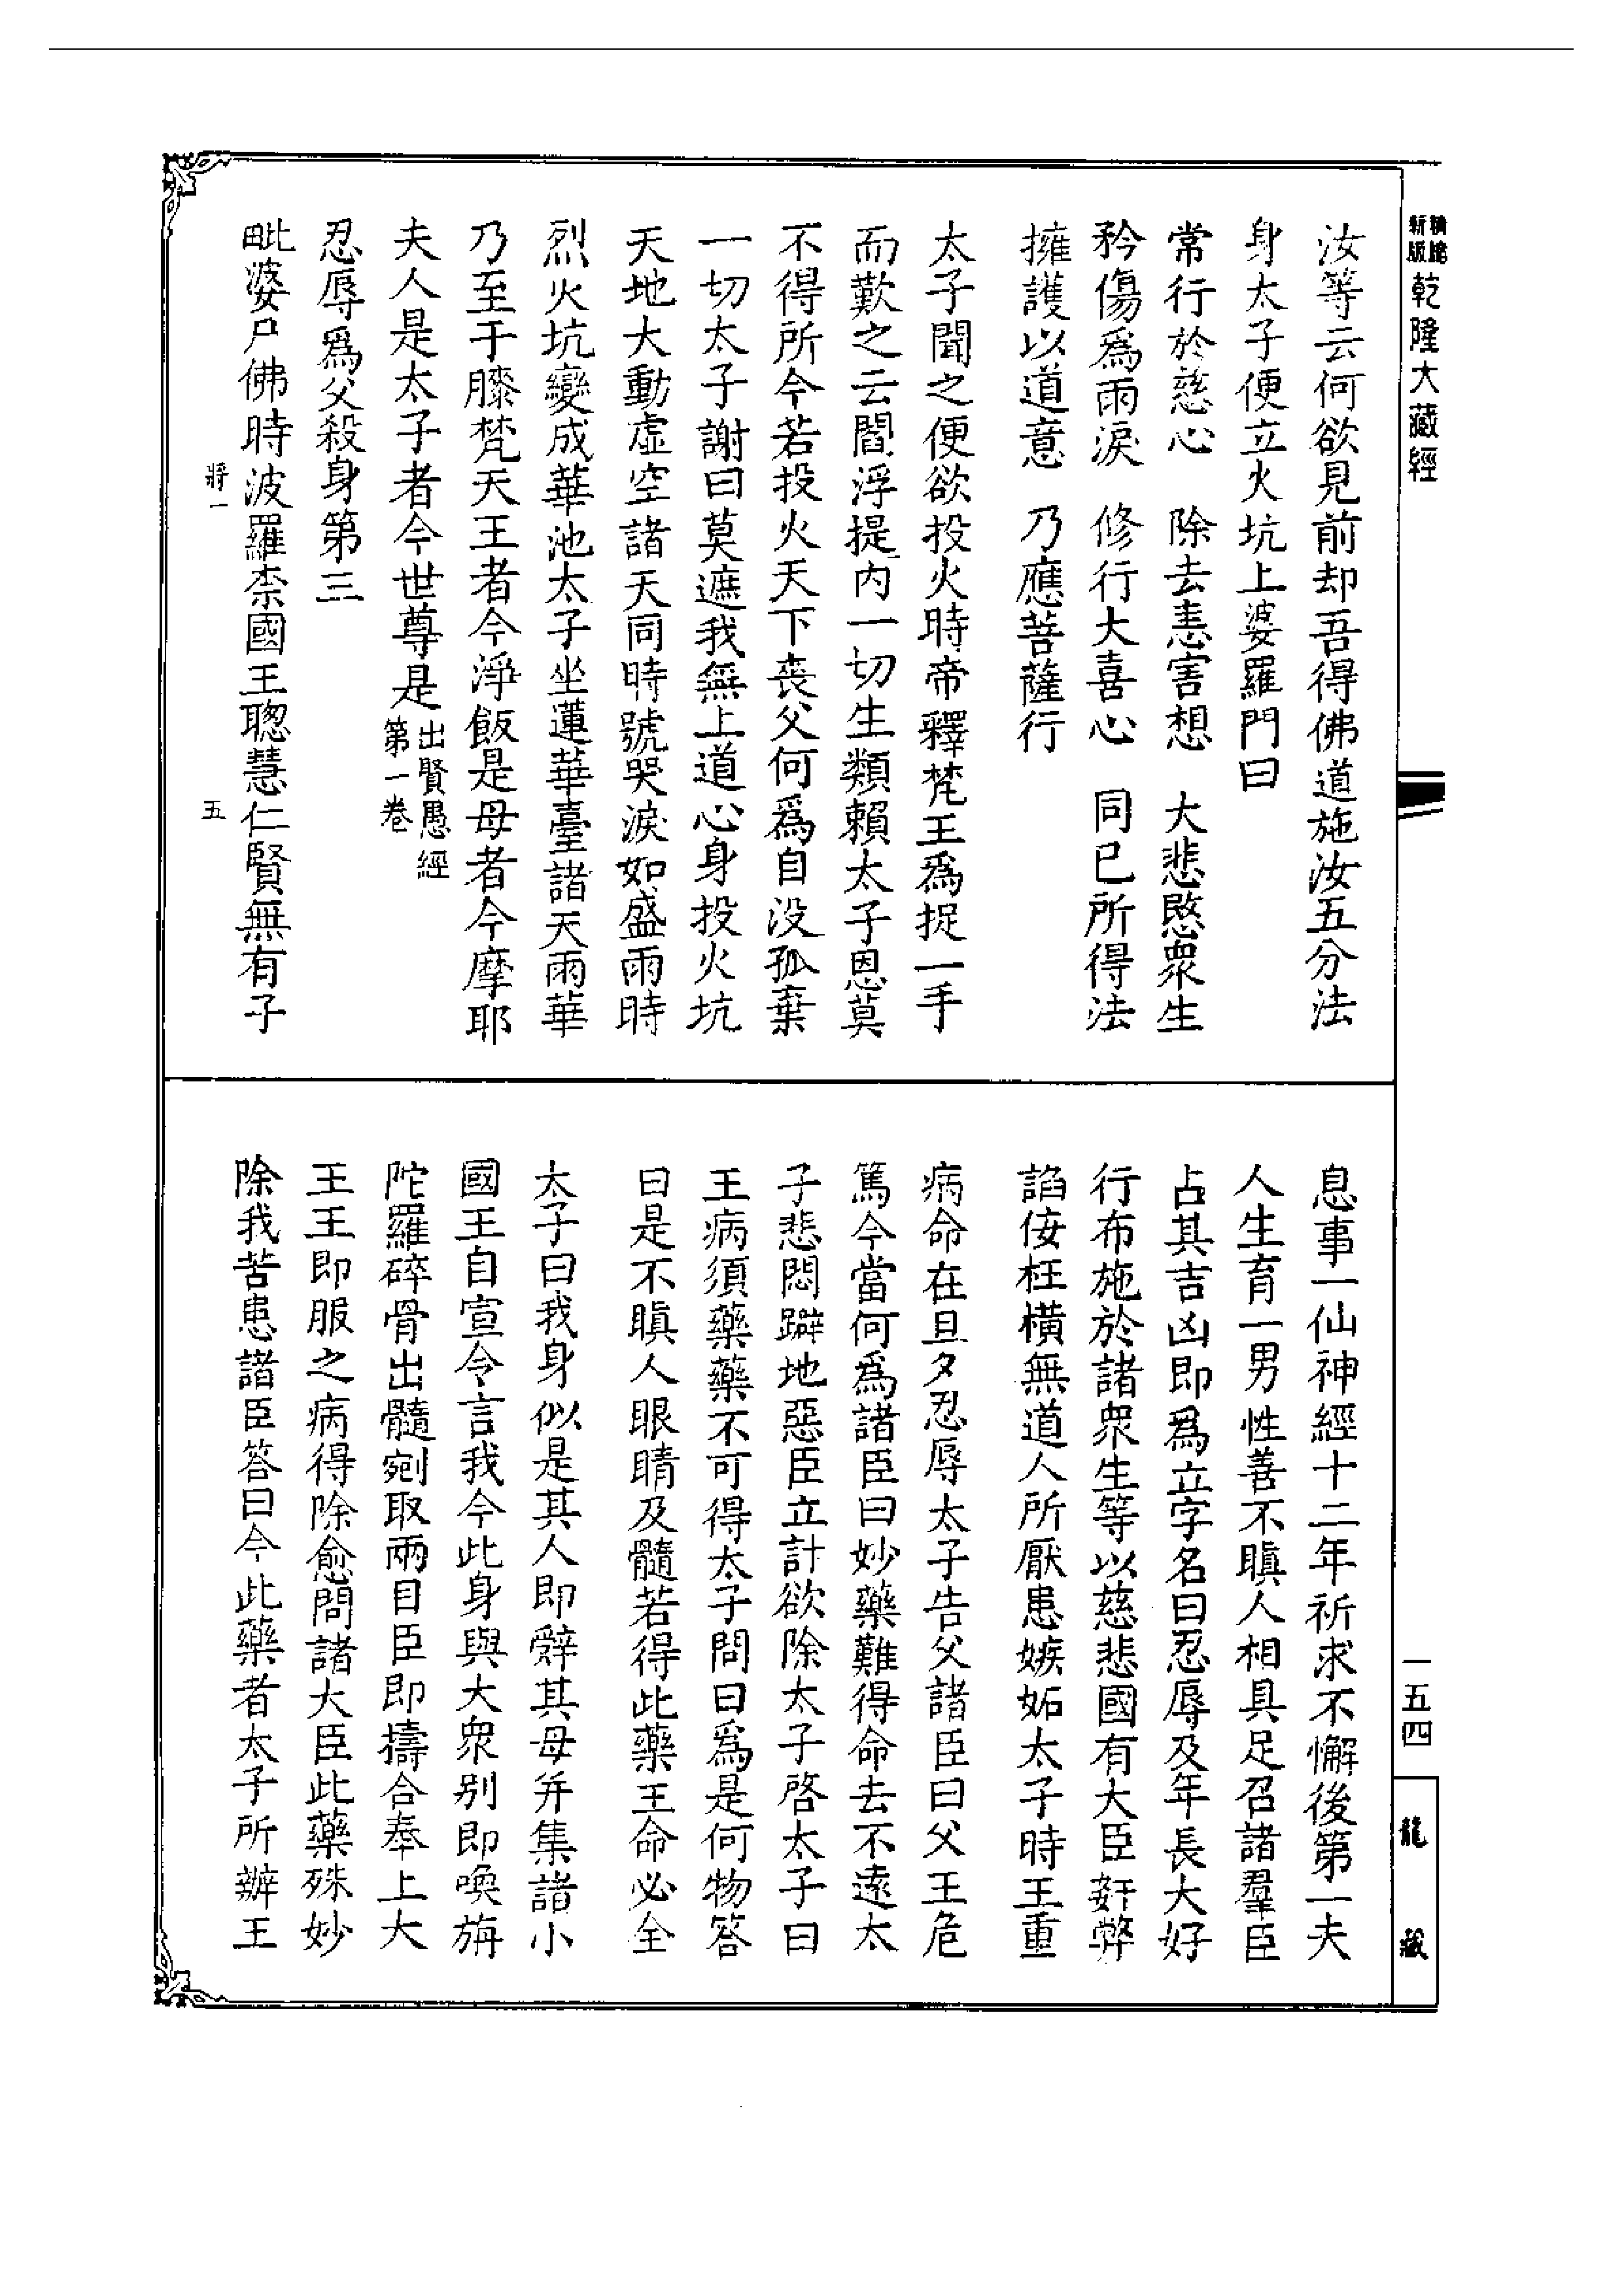 新版
精縮
乾隆大藏經
汝等云何欲見前却吾得佛道施汝五分法
身太子便立火坑上婆羅門曰
常行於慈心　除去恚害想　大悲愍眾生
矜傷為雨淚　修行大喜心　同已所得法
擁護以道意　乃應菩薩行
太子聞之便欲投火時帝釋梵王為捉一手
而歎之云閻浮提內一切生類賴太子恩莫
不得所今若投火天下喪父何為自沒孤棄
一切太子謝曰莫遮我無上道心身投火坑
天地大動虛空諸天同時號哭淚如盛雨時
烈火坑變成華池太子坐蓮華臺諸天雨華
乃至于膝梵天王者今淨飯是母者今摩耶
夫人是太子者今世尊是出賢愚經第一卷
忍辱為父殺身第三
毗婆尸佛時波羅柰國王聰慧仁賢無有子
將一　五
息事一仙神經十二年祈求不懈後第一夫
人生育一男性善不瞋人相具足召諸羣臣
占其吉凶即為立字名曰忍辱及年長大好
行布施於諸眾生等以慈悲國有大臣姧弊
諂佞枉橫無道人所厭患嫉妬太子時王重
病命在旦夕忍辱太子告父諸臣曰父王危
篤今當何為諸臣曰妙藥難得命去不遠太
子悲悶躃地惡臣立計欲除太子啓太子曰
王病須藥藥不可得太子問曰為是何物答
曰是不瞋人眼睛及髓若得此藥王命必全
太子曰我身似是其人即辭其母并集諸小
國王自宣令言我今此身與大眾別即喚旃
陀羅碎骨出髓剜取兩目臣即擣合奉上大
王王即服之病得除愈問諸大臣此藥殊妙
除我苦患諸臣答曰今此藥者太子所辦王
一五四
龍藏